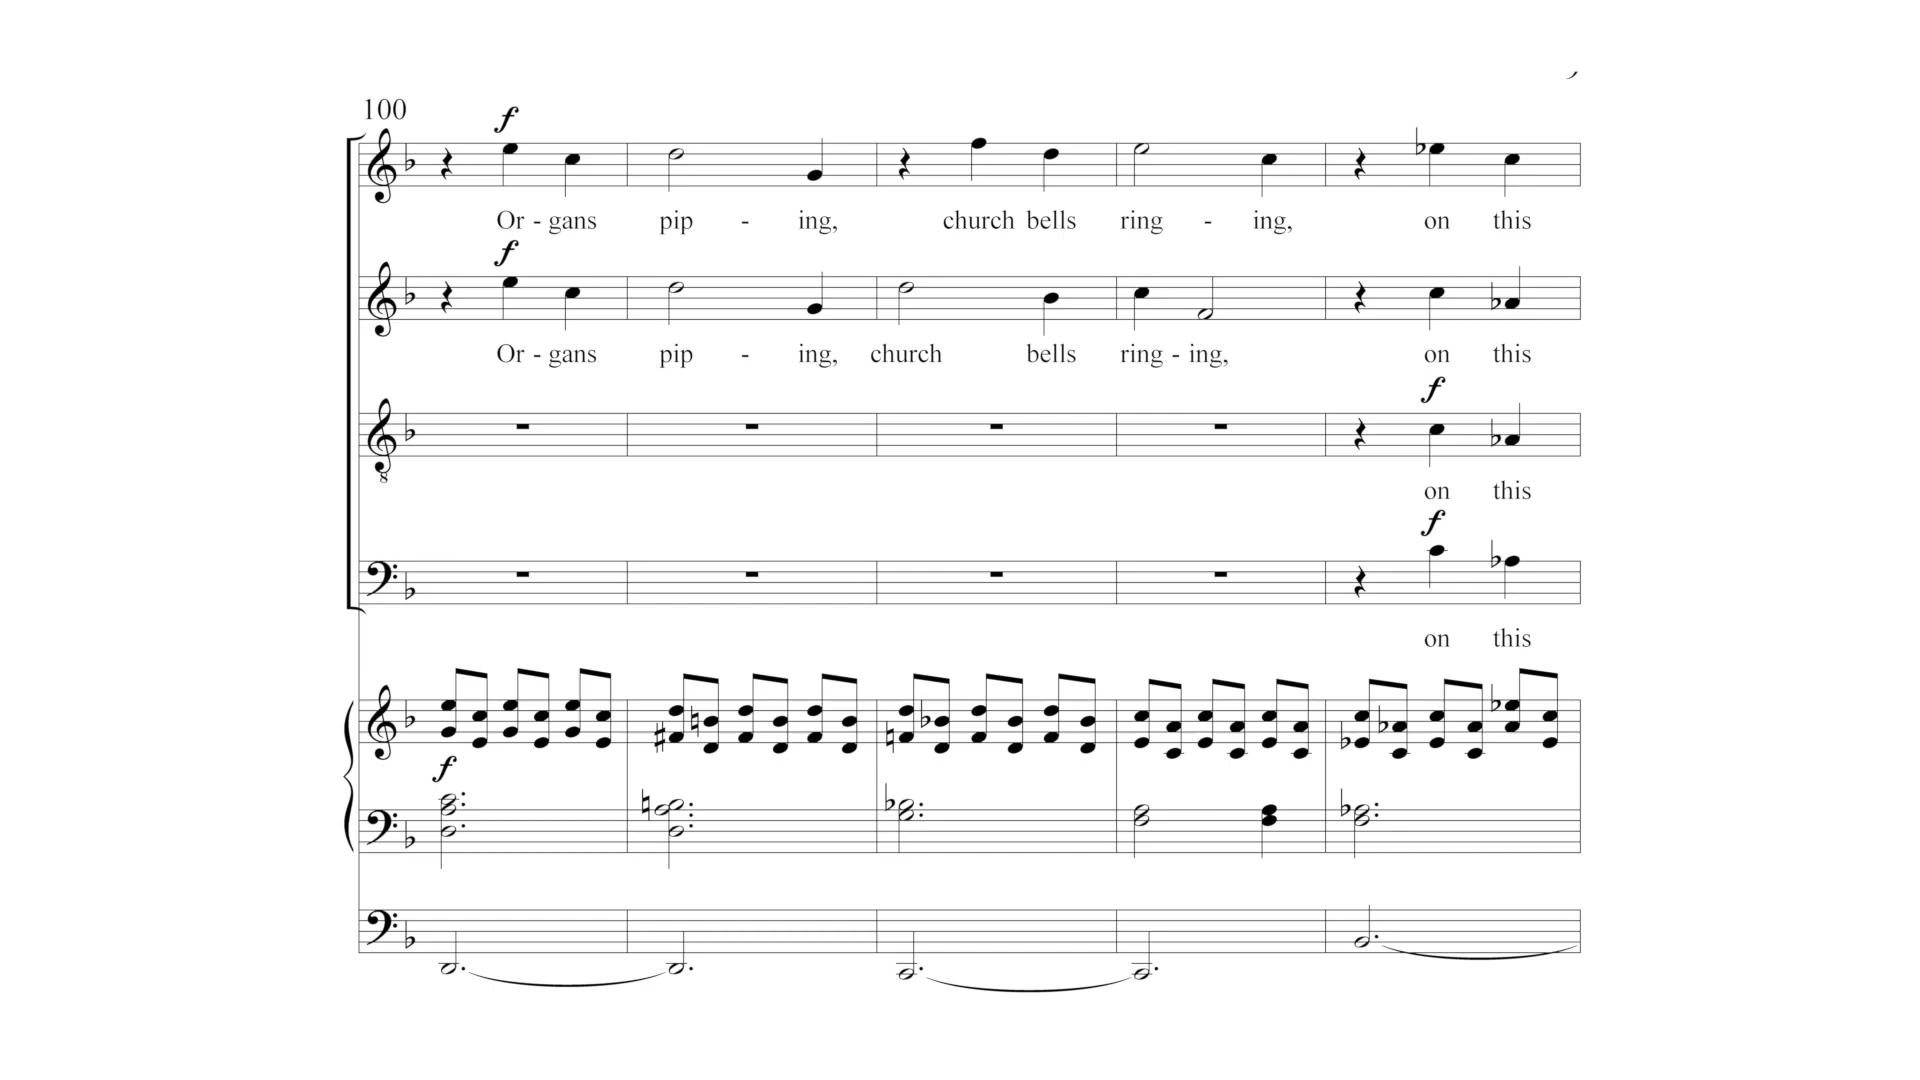 100
f
Or - gans pip - ing, church bells ring - ing, on this
f
Or - gans pip - ing, church bells ring - ing, on this
f
8
on this
f
on this
f